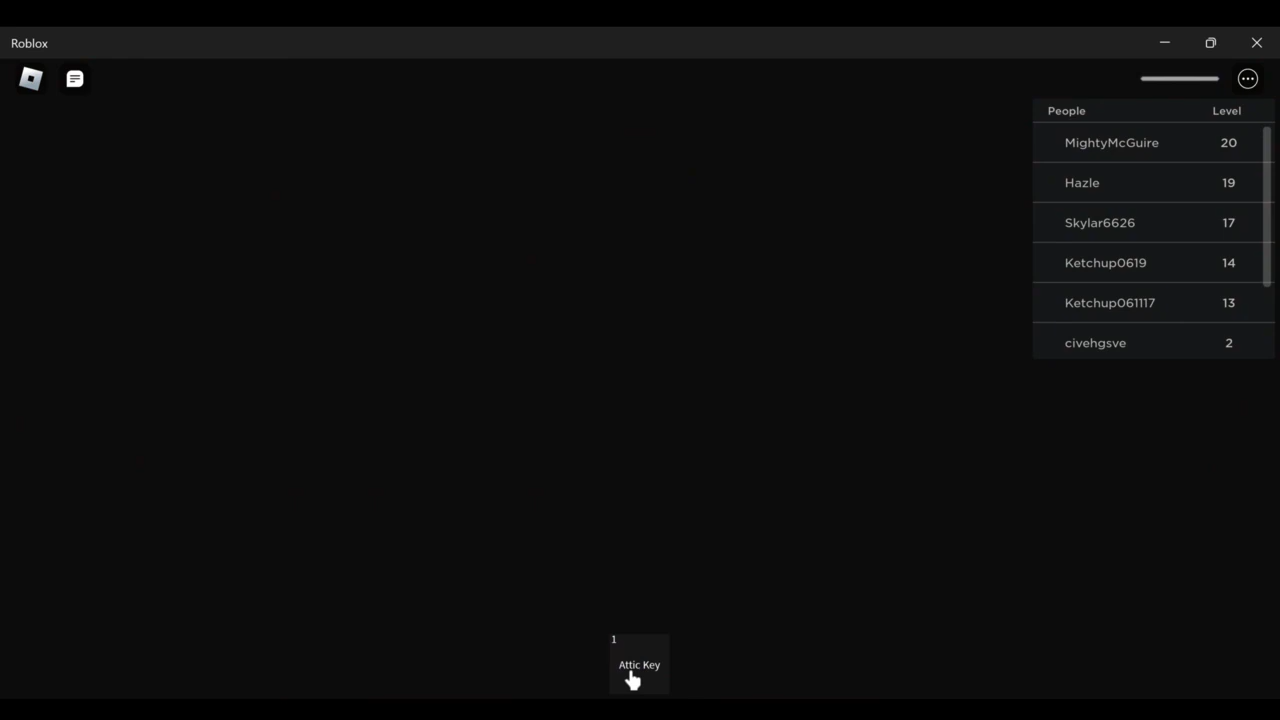 Roblox
People Level
MightyMcGuire 20
Hazle 19
Skylar6626 17
Ketchup0619 14
Ketchup061117 13
civehgsve 2
1
Attic Key